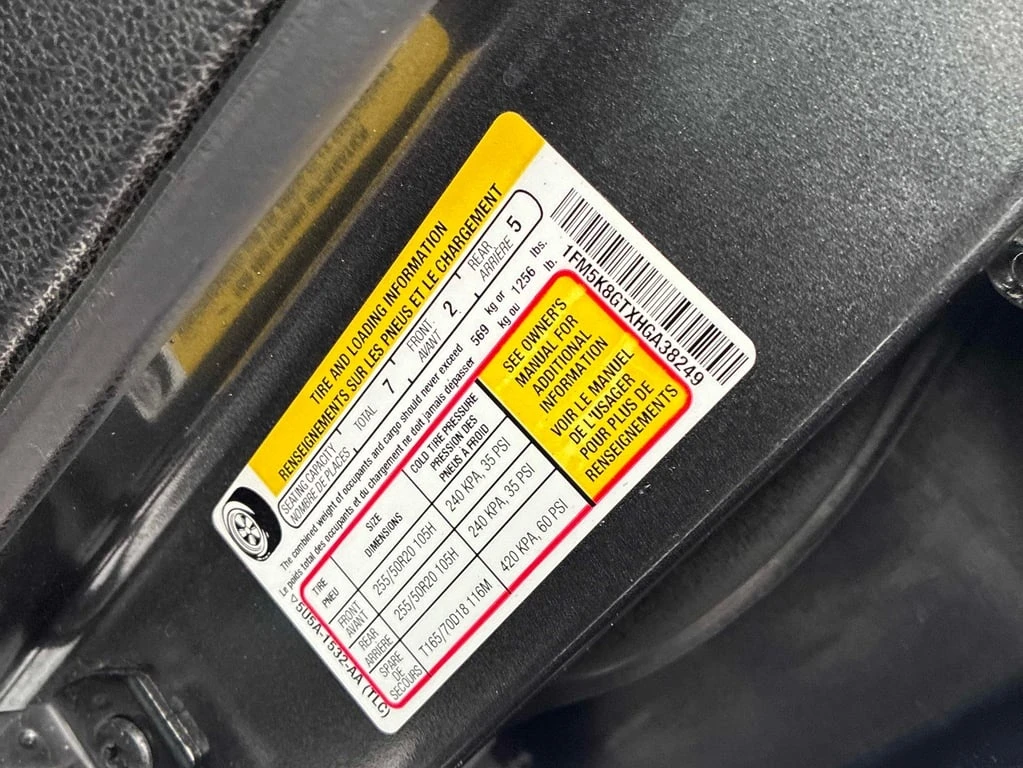 TIRE AND LOADING INFORMATION
RENSEIGNEMENTS SUR LES PNEUS ET LE CHARGEMENT
SEATING CAPACITY TOTAL 7 FRONT 2 REAR 5
NOMBRE DE PLACES AVANT ARRIÈRE
The combined weight of occupants and cargo should never exceed 569 kg or 1256 lbs.
Le poids total des occupants et du chargement ne doit jamais dépasser kg ou lb.
TIRE
PNEU
SIZE
DIMENSIONS
COLD TIRE PRESSURE
PRESSION DES
PNEUS A FROID
FRONT
AVANT
255/50R20 105H
240 KPA, 35 PSI
REAR
ARRIÈRE
255/50R20 105H
240 KPA, 35 PSI
SPARE
DE
SECOURS
T165/70D18 116M
420 KPA, 60 PSI
SEE OWNER'S
MANUAL FOR
ADDITIONAL
INFORMATION
VOIR LE MANUEL
DE L'USAGER
POUR PLUS DE
RENSEIGNEMENTS
1FM5K8GTXHGA38249
5U5A-1532-AA (TLC)